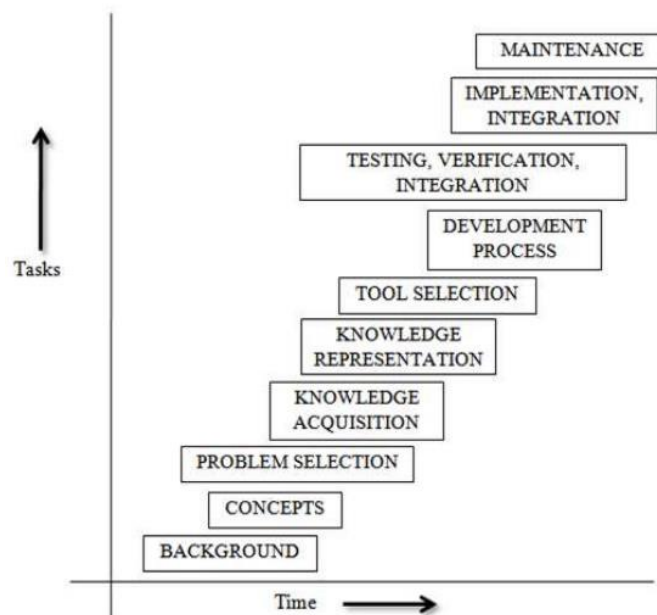 MAINTENANCE
IMPLEMENTATION,
INTEGRATION
TESTING, VERIFICATION,
INTEGRATION
DEVELOPMENT
PROCESS
Tasks
TOOL SELECTION
KNOWLEDGE
REPRESENTATION
KNOWLEDGE
ACQUISITION
PROBLEM SELECTION
CONCEPTS
BACKGROUND
Time